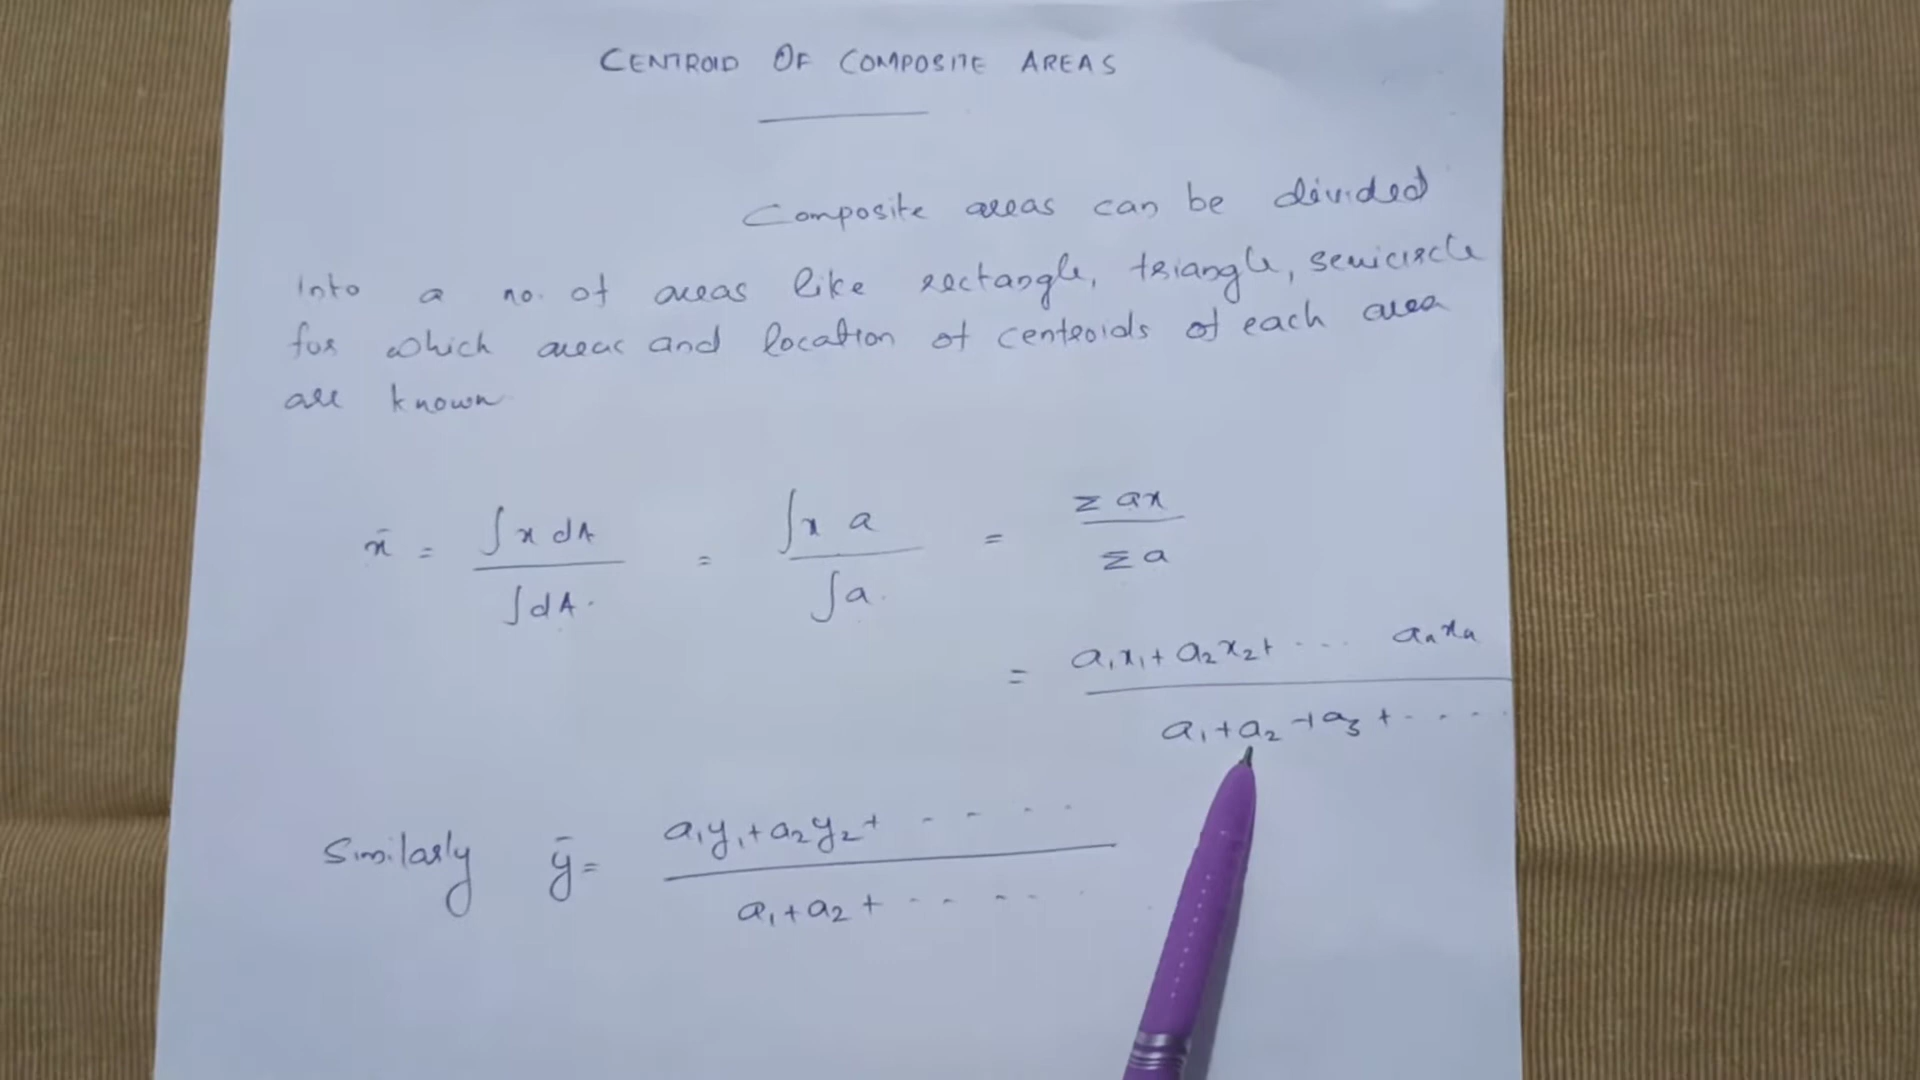 CENTROID OF COMPOSITE AREAS
Composite areas can be divided
into a no. of areas like rectangle, triangle, semicircle
for which areas and location of centroids of each area
are known
x̄ = ∫x dA / ∫dA. = ∫x a / ∫a. = Σ ax / Σ a
= a₁x₁ + a₂x₂ + ... aₙxₙ / a₁ + a₂ + a₃ + ....
Similarly ȳ = a₁y₁ + a₂y₂ + - - - - / a₁ + a₂ + - - - - -